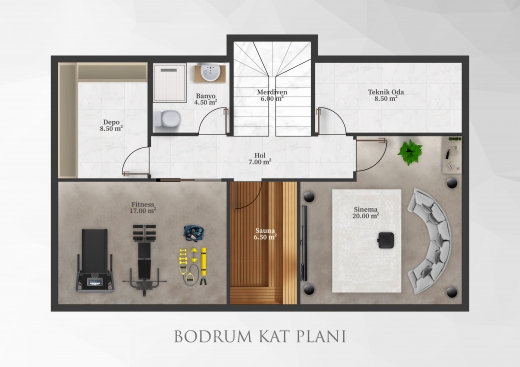 Banyo
4.50 m²
Merdiven
6.00 m²
Teknik Oda
8.50 m²
Depo
8.50 m²
Hol
7.00 m²
Fitness
17.00 m²
Sauna
6.50 m²
Sinema
20.00 m²
BODRUM KAT PLANI